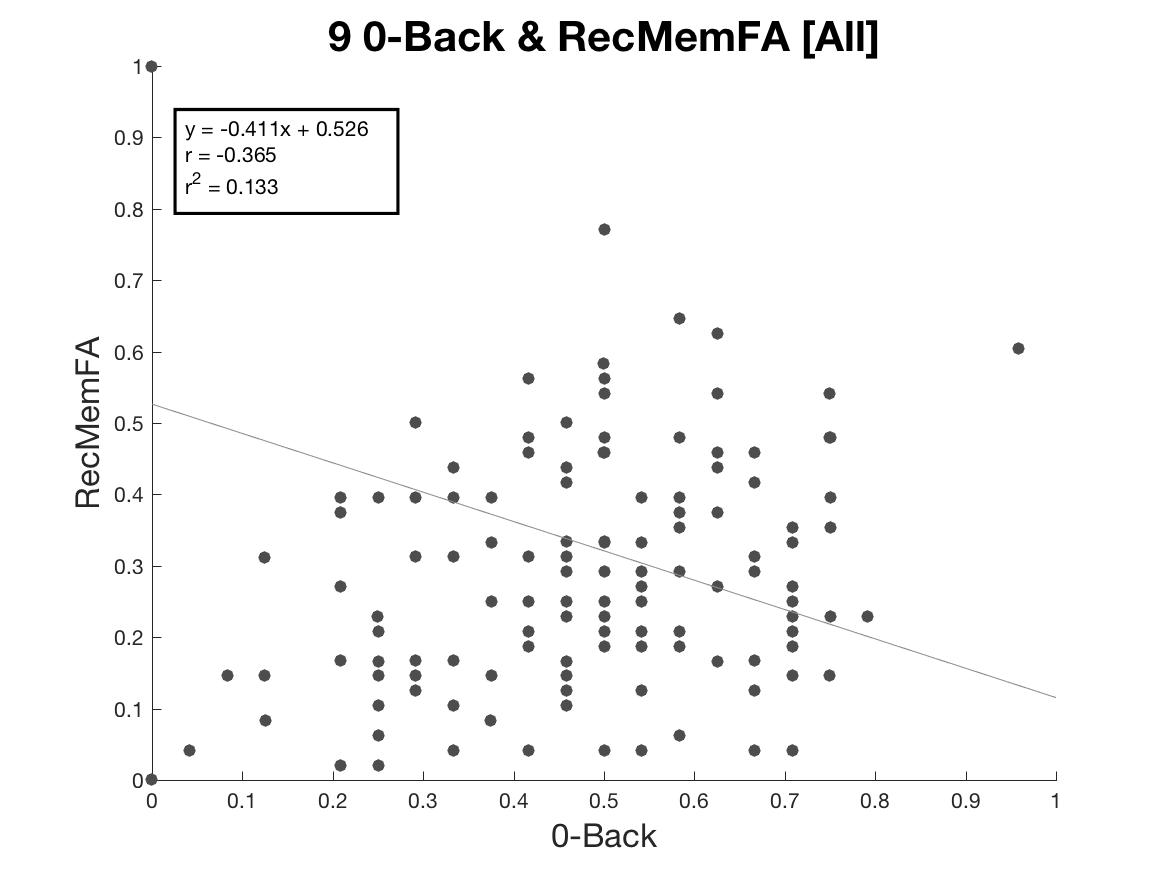 9 0-Back & RecMemFA [All]
y = -0.411x + 0.526
r = -0.365
r² = 0.133
RecMemFA
1
0.9
0.8
0.7
0.6
0.5
0.4
0.3
0.2
0.1
0
0 0.1 0.2 0.3 0.4 0.5 0.6 0.7 0.8 0.9 1
0-Back